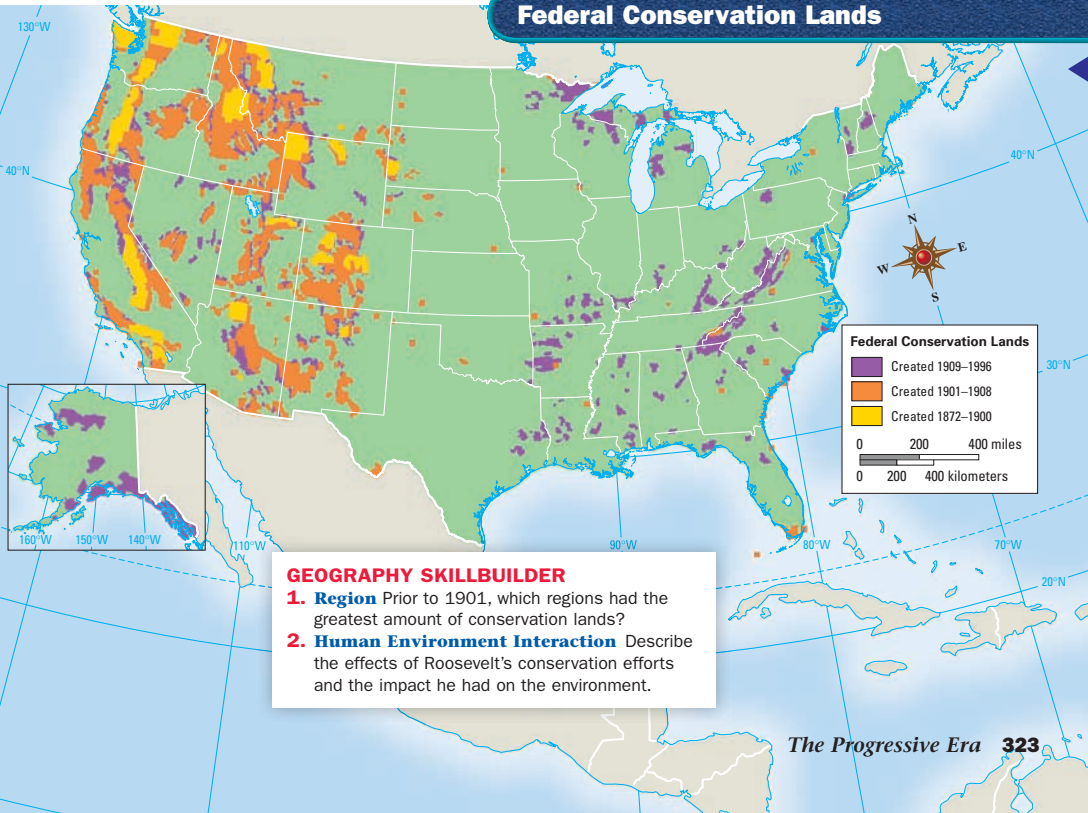 Federal Conservation Lands
130°W
40°N
40°N
N
E
W
S
Federal Conservation Lands
Created 1909–1996
Created 1901–1908
Created 1872–1900
0 200 400 miles
0 200 400 kilometers
30°N
160°W 150°W 140°W
110°W
90°W
80°W
70°W
20°N
GEOGRAPHY SKILLBUILDER
1. Region Prior to 1901, which regions had the
greatest amount of conservation lands?
2. Human Environment Interaction Describe
the effects of Roosevelt's conservation efforts
and the impact he had on the environment.
The Progressive Era 323